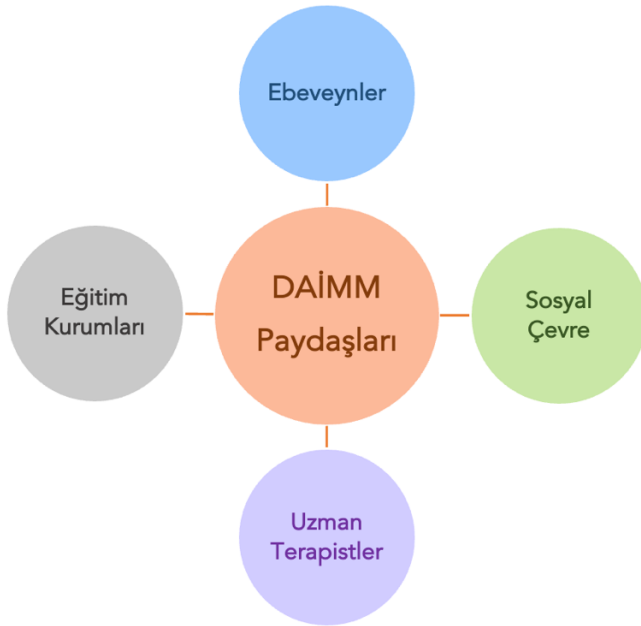 Ebeveynler
DAİMM
Paydaşları
Eğitim
Kurumları
Sosyal
Çevre
Uzman
Terapistler